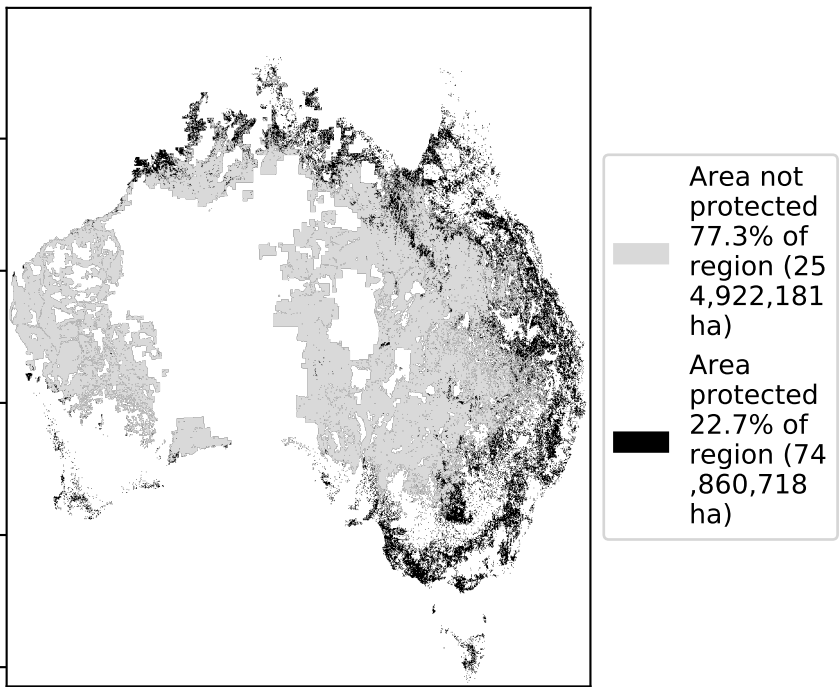 Area not
protected
77.3% of
region (25
4,922,181
ha)
Area
protected
22.7% of
region (74
,860,718
ha)